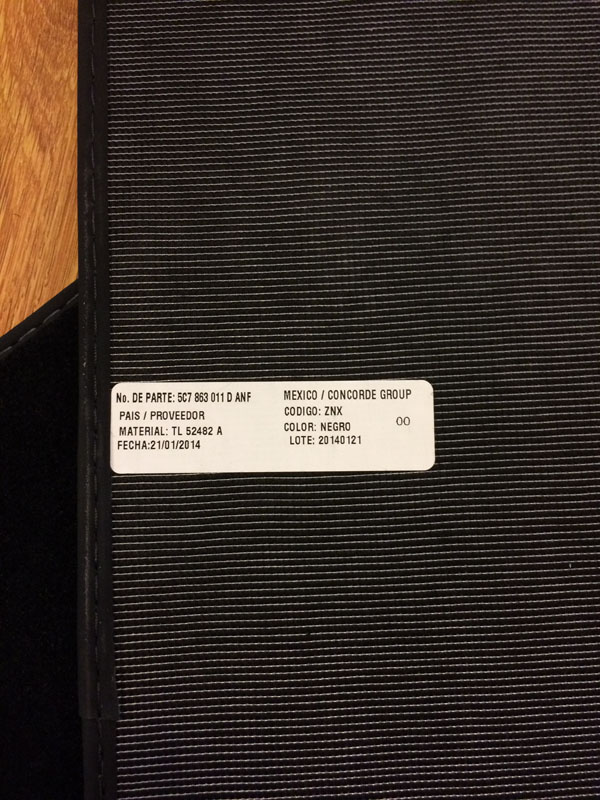 No. DE PARTE: 5C7 863 011 D ANF
PAIS / PROVEEDOR
MATERIAL: TL 52482 A
FECHA:21/01/2014
MEXICO / CONCORDE GROUP
CODIGO: ZNX
COLOR: NEGRO
LOTE: 20140121
00